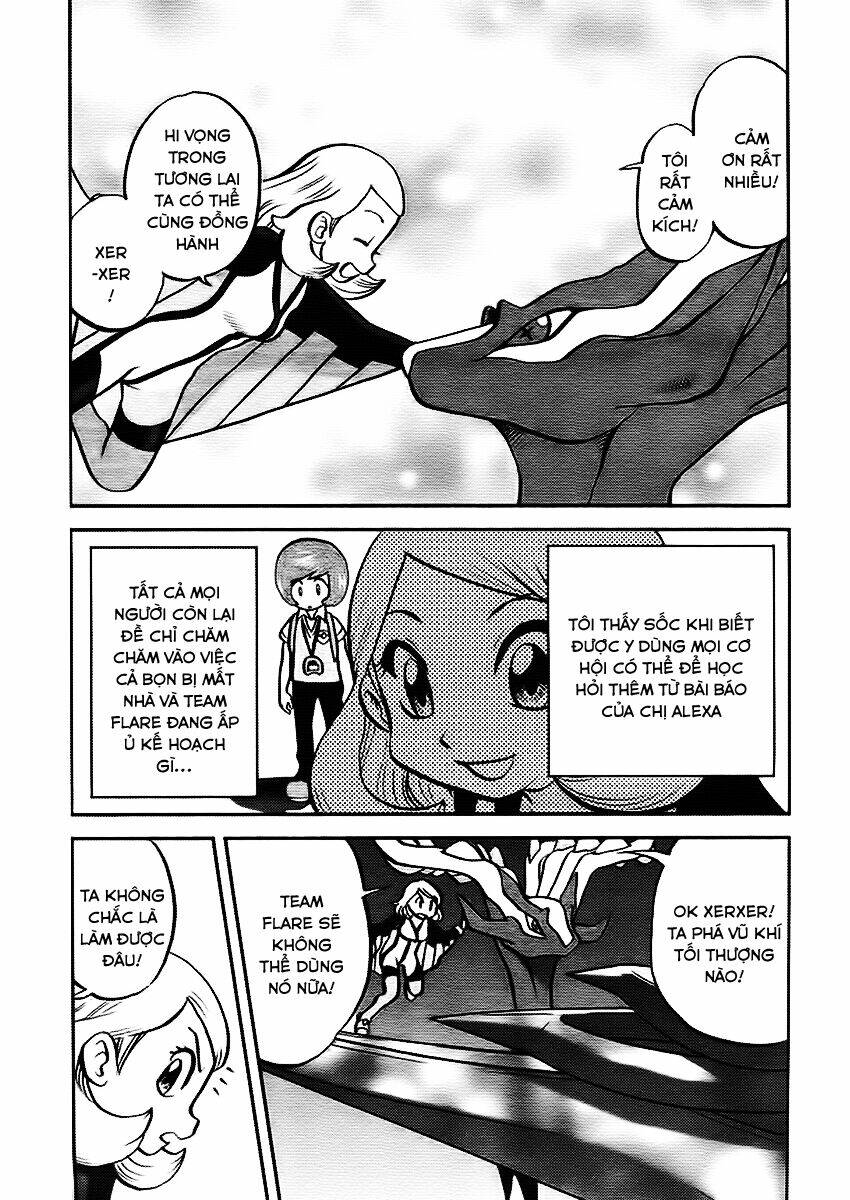 CẢM
ƠN RẤT
NHIỀU!
TÔI
RẤT
CẢM
KÍCH!
HI VỌNG
TRONG
TƯƠNG LAI
TA CÓ THỂ
CÙNG ĐỒNG
HÀNH
XER
-XER
!
TÔI THẤY SỐC KHI BIẾT
ĐƯỢC Y DÙNG MỌI CƠ
HỘI CÓ THỂ ĐỂ HỌC
HỎI THÊM TỪ BÀI BÁO
CỦA CHỊ ALEXA
TẤT CẢ MỌI
NGƯỜI CÒN LẠI
ĐỀ CHỈ CHĂM
CHĂM VÀO VIỆC
CẢ BỌN BỊ MẤT
NHÀ VÀ TEAM
FLARE ĐANG ẤP
Ủ KẾ HOẠCH
GÌ...
OK XERXER!
TA PHÁ VŨ KHÍ
TỐI THƯỢNG
NÀO!
TEAM
FLARE SẼ
KHÔNG
THỂ DÙNG
NÓ NỮA!
TA KHÔNG
CHẮC LÀ
LÀM ĐƯỢC
ĐÂU!